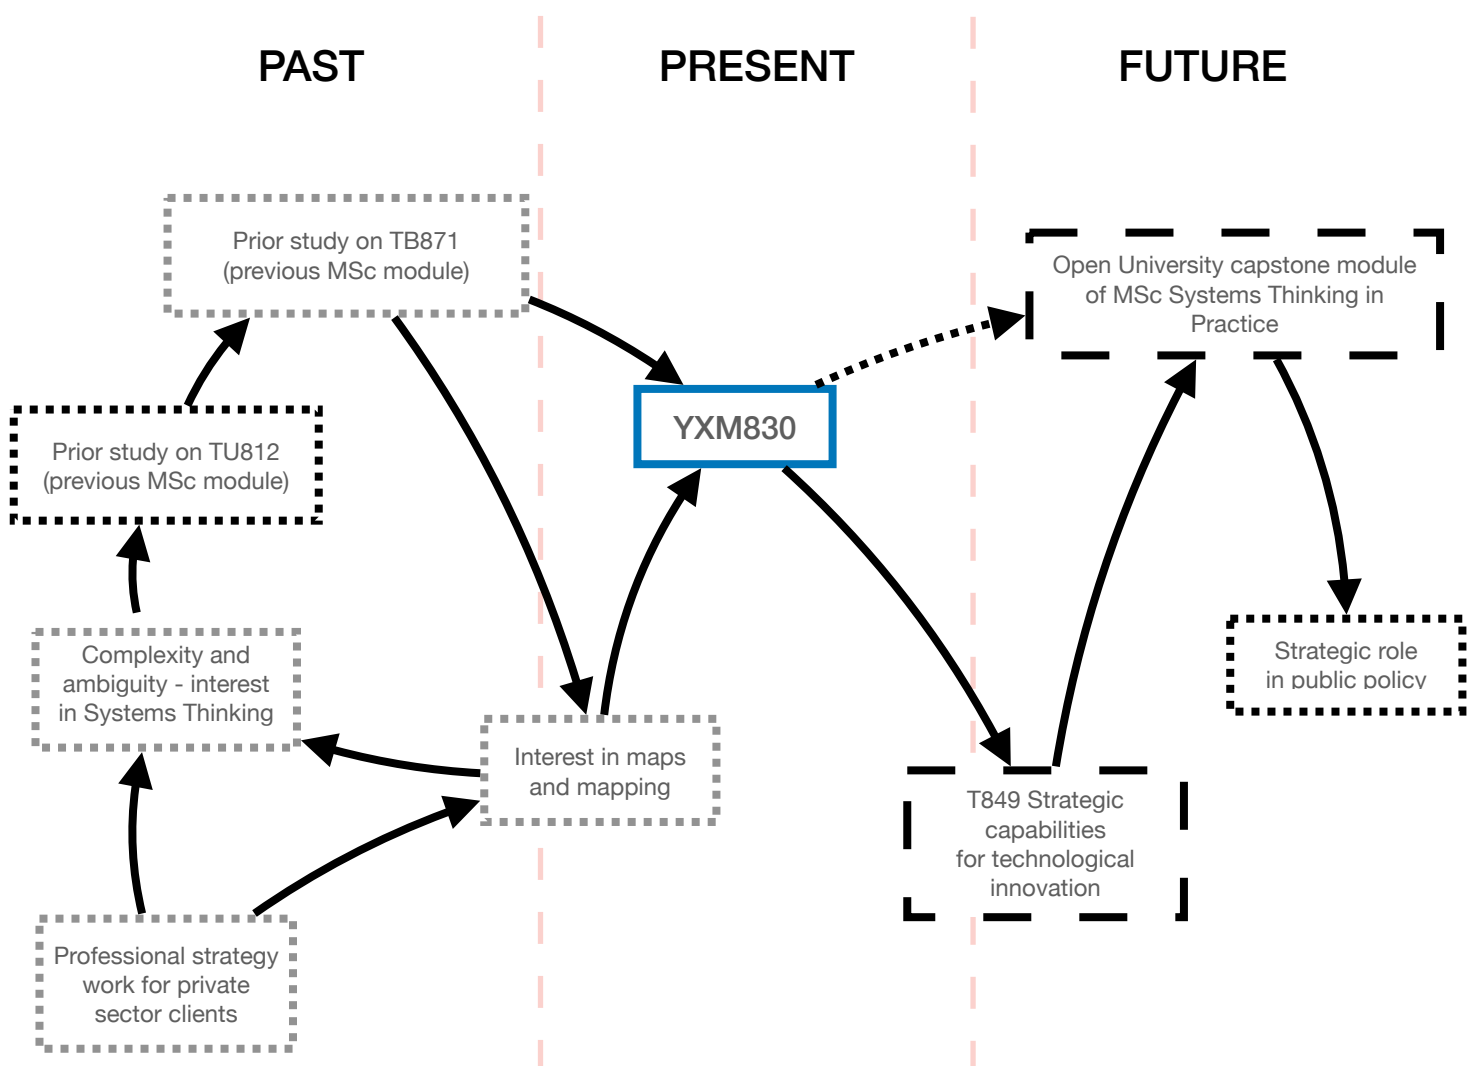 PAST
PRESENT
FUTURE
Prior study on TB871
(previous MSc module)
Open University capstone module
of MSc Systems Thinking in
Practice
YXM830
Prior study on TU812
(previous MSc module)
Complexity and
ambiguity - interest
in Systems Thinking
Strategic role
in public policy
Interest in maps
and mapping
T849 Strategic
capabilities
for technological
innovation
Professional strategy
work for private
sector clients